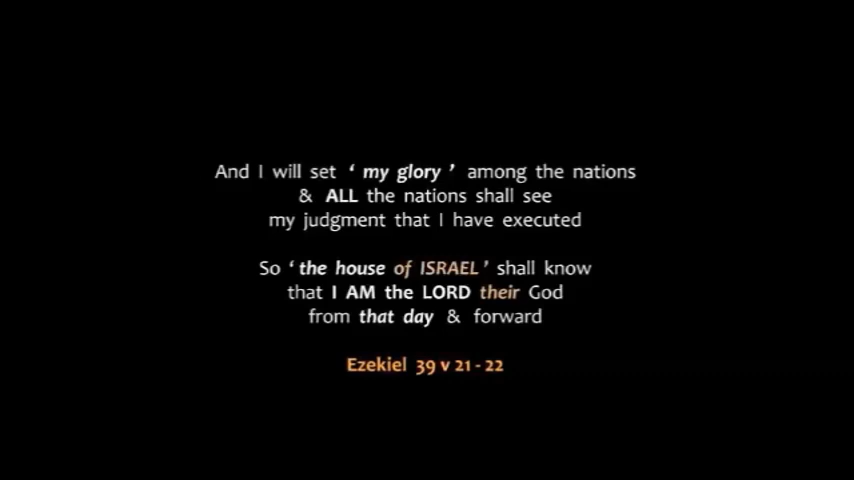 And I will set ‘ my glory ’ among the nations
& ALL the nations shall see
my judgment that I have executed
So ‘ the house of ISRAEL ’ shall know
that I AM the LORD their God
from that day & forward
Ezekiel 39 v 21 - 22